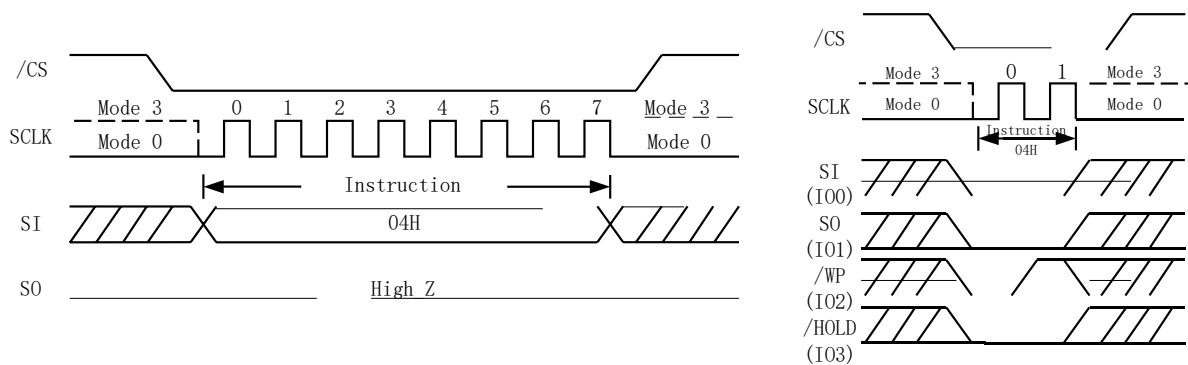 /CS
Mode 3 0 1 2 3 4 5 6 7 Mode 3
SCLK
Mode 0 Mode 0
Instruction
SI 04H
SO High Z
/CS
Mode 3 0 1 Mode 3
SCLK Mode 0 Mode 0
Instruction
04H
SI
(IO0)
SO
(IO1)
/WP
(IO2)
/HOLD
(IO3)